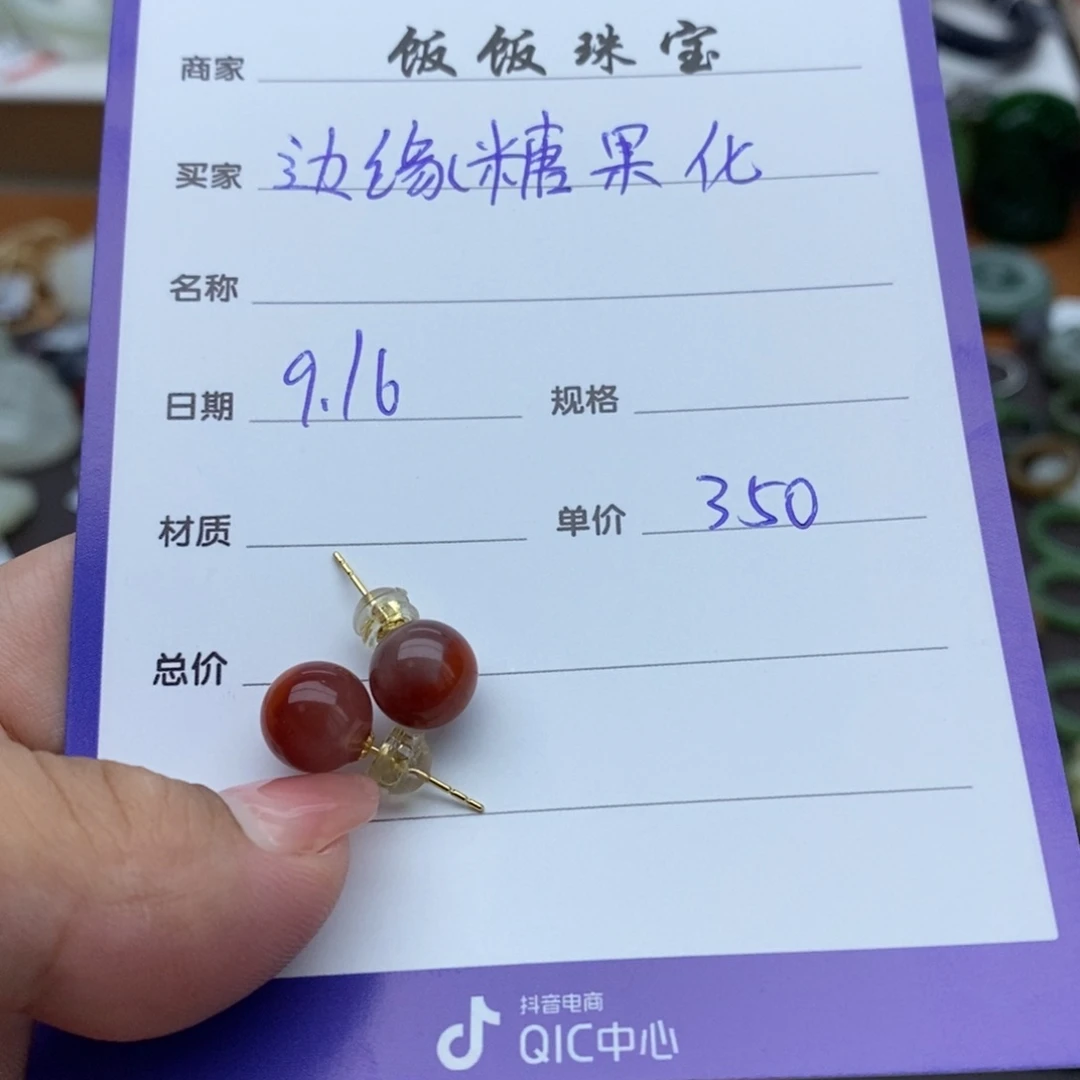 商家 饭饭珠宝
买家 边缘化糖果化
名称
日期 9.16 规格
材质 单价 350
总价
抖音电商
QIC中心